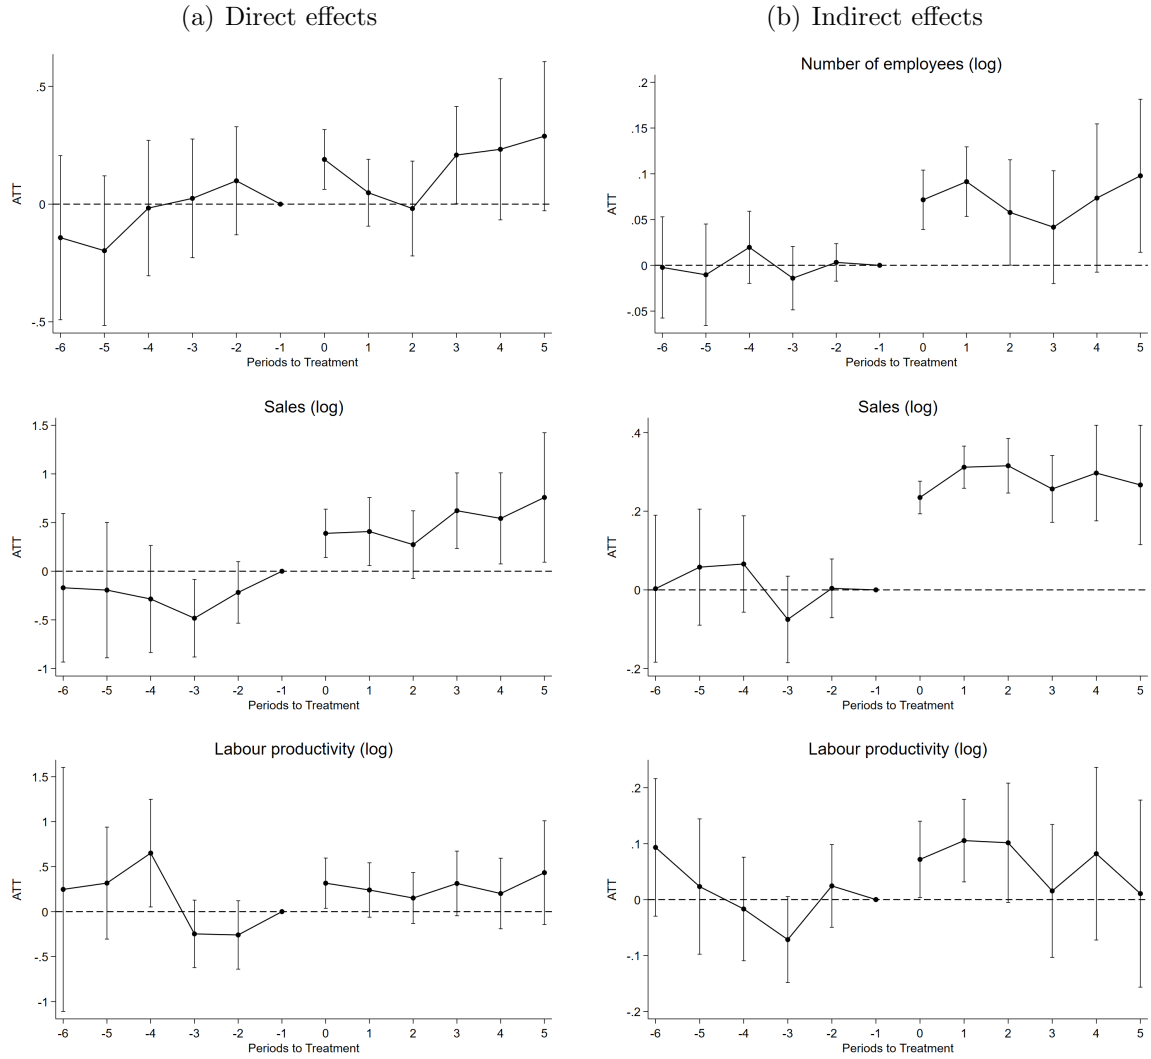 (a) Direct effects
(b) Indirect effects
.5
0
-.5
ATT
-6 -5 -4 -3 -2 -1 0 1 2 3 4 5
Periods to Treatment
Number of employees (log)
.2
.15
.1
.05
0
-.05
ATT
-6 -5 -4 -3 -2 -1 0 1 2 3 4 5
Periods to Treatment
Sales (log)
1.5
1
.5
0
-.5
-1
ATT
-6 -5 -4 -3 -2 -1 0 1 2 3 4 5
Periods to Treatment
Sales (log)
.4
.2
0
-.2
ATT
-6 -5 -4 -3 -2 -1 0 1 2 3 4 5
Periods to Treatment
Labour productivity (log)
1.5
1
.5
0
-.5
-1
ATT
-6 -5 -4 -3 -2 -1 0 1 2 3 4 5
Periods to Treatment
Labour productivity (log)
.2
.1
0
-.1
-.2
ATT
-6 -5 -4 -3 -2 -1 0 1 2 3 4 5
Periods to Treatment